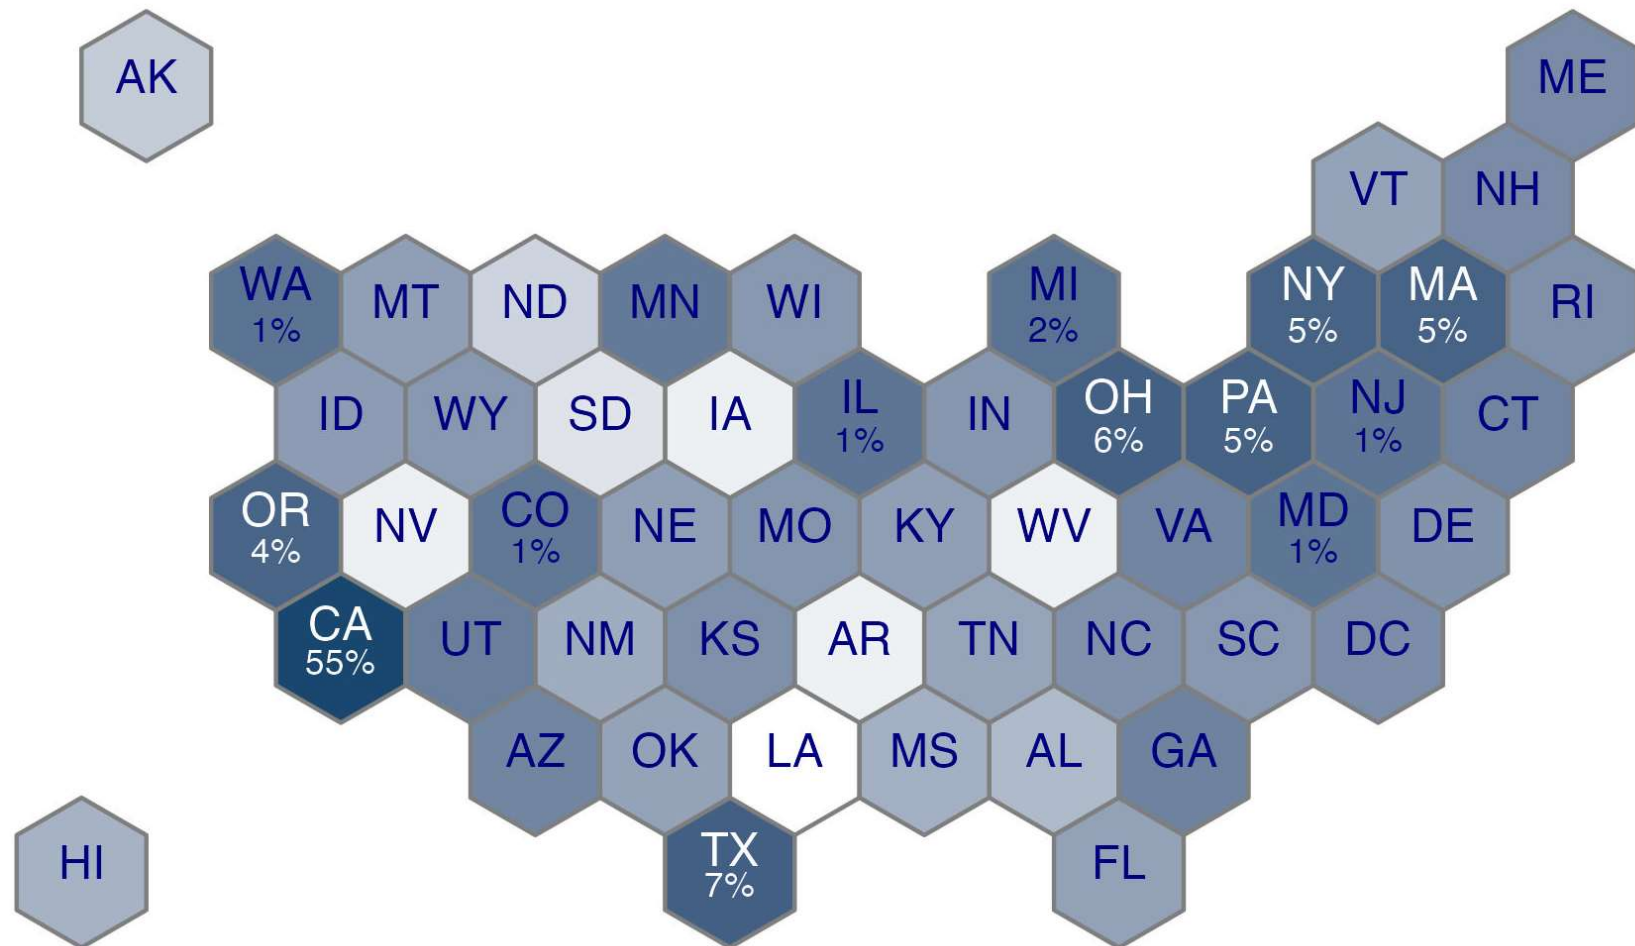 AK
ME
VT
NH
WA
1%
MT
ND
MN
WI
MI
2%
NY
5%
MA
5%
RI
ID
WY
SD
IA
IL
1%
IN
OH
6%
PA
5%
NJ
1%
CT
OR
4%
NV
CO
1%
NE
MO
KY
WV
VA
MD
1%
DE
CA
55%
UT
NM
KS
AR
TN
NC
SC
DC
AZ
OK
LA
MS
AL
GA
HI
TX
7%
FL